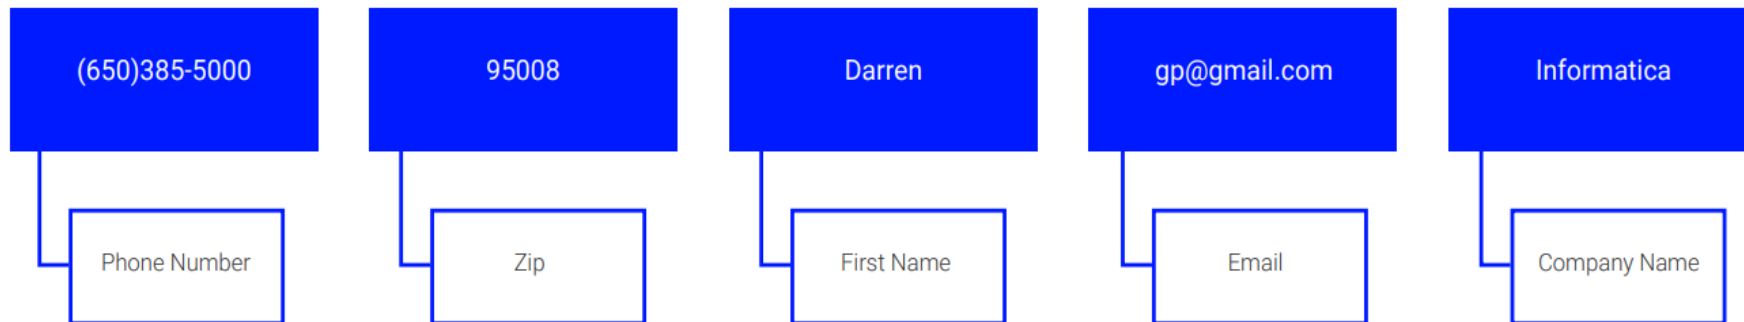 (650)385-5000
95008
Darren
gp@gmail.com
Informatica
Phone Number
Zip
First Name
Email
Company Name